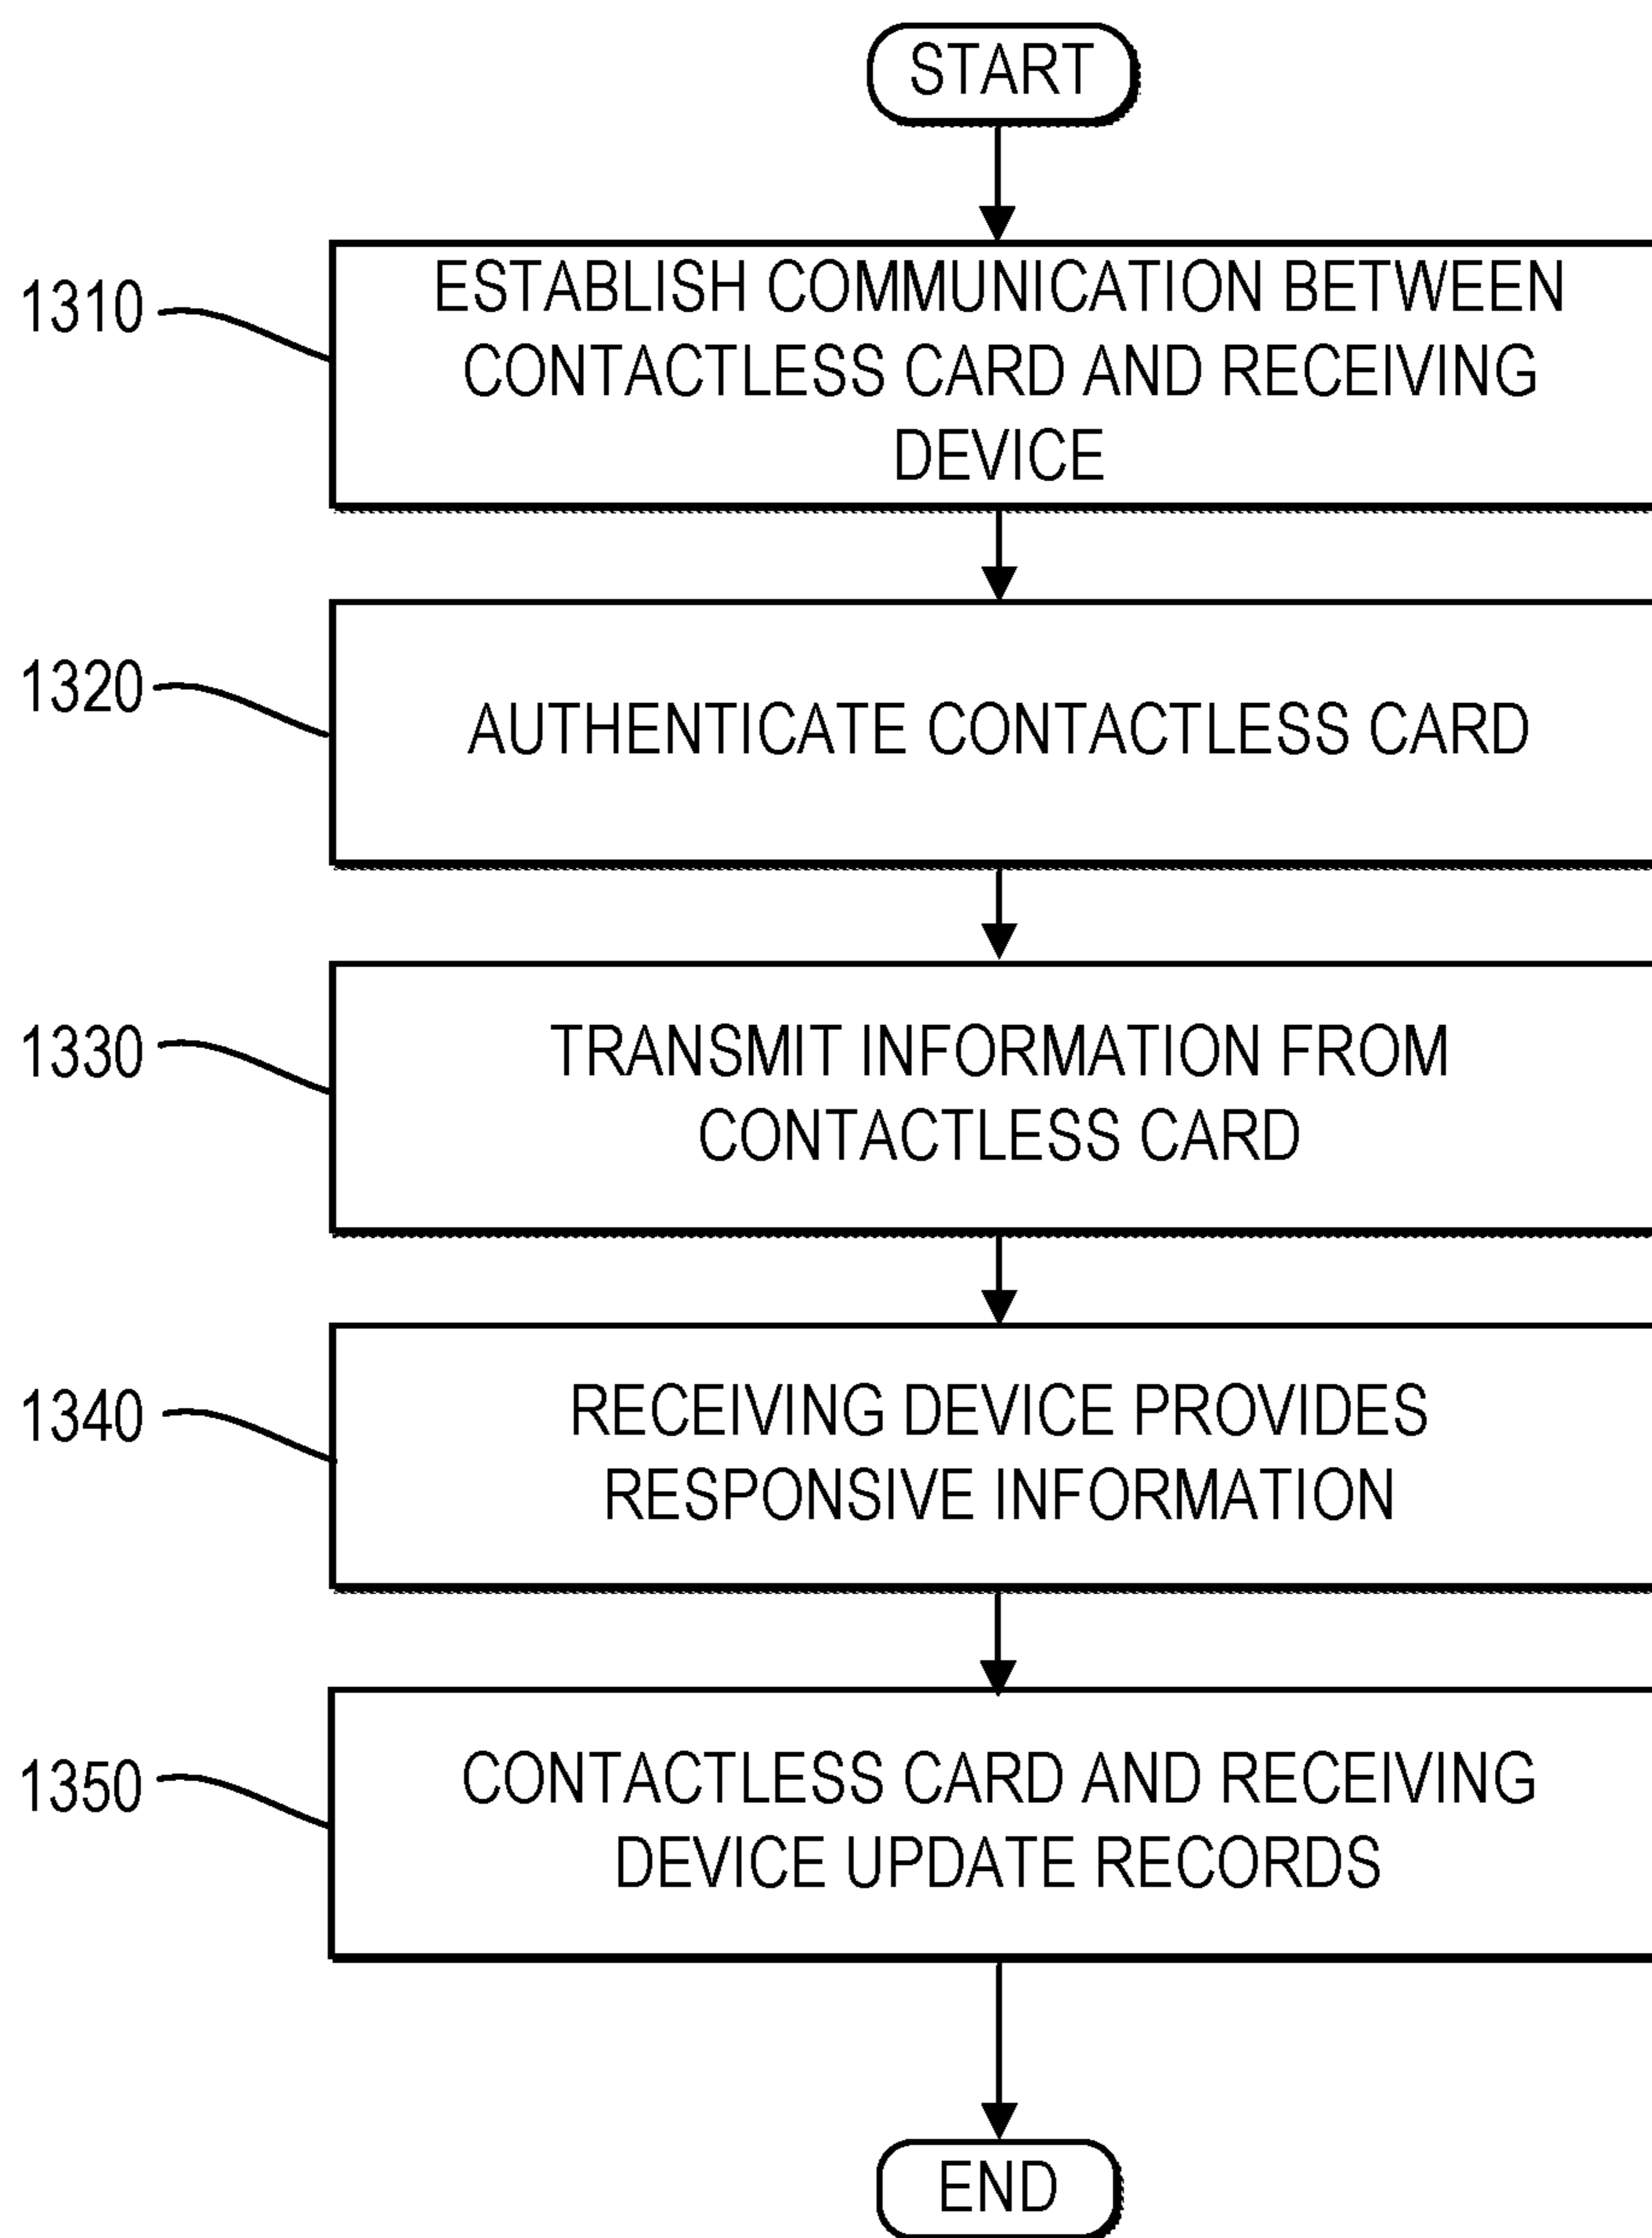 START
1310
ESTABLISH COMMUNICATION BETWEEN
CONTACTLESS CARD AND RECEIVING
DEVICE
1320
AUTHENTICATE CONTACTLESS CARD
1330
TRANSMIT INFORMATION FROM
CONTACTLESS CARD
1340
RECEIVING DEVICE PROVIDES
RESPONSIVE INFORMATION
1350
CONTACTLESS CARD AND RECEIVING
DEVICE UPDATE RECORDS
END